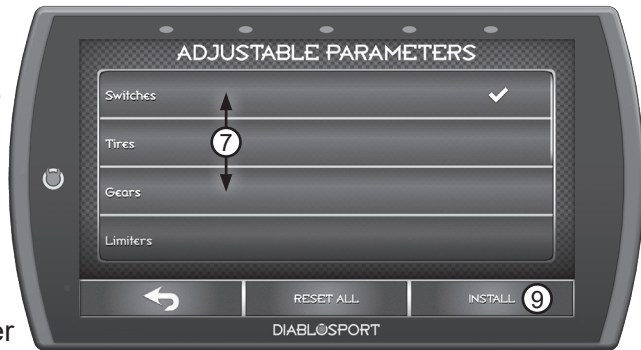 ADJUSTABLE PARAMETERS
Switches
Tires
7
Gears
Limiters
RESET ALL
INSTALL 9
DIABLOSPORT
er